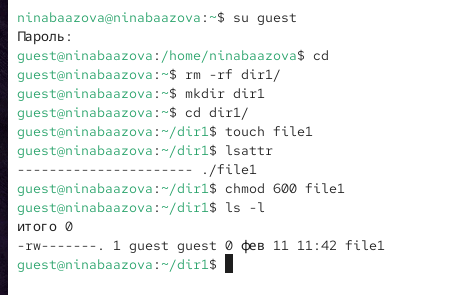 ninabaazova@ninabaazova:~$ su guest
Пароль:
guest@ninabaazova:/home/ninabaazova$ cd
guest@ninabaazova:~$ rm -rf dir1/
guest@ninabaazova:~$ mkdir dir1
guest@ninabaazova:~$ cd dir1/
guest@ninabaazova:~/dir1$ touch file1
guest@ninabaazova:~/dir1$ lsattr
---------------------- ./file1
guest@ninabaazova:~/dir1$ chmod 600 file1
guest@ninabaazova:~/dir1$ ls -l
итого 0
-rw-------. 1 guest guest 0 фев 11 11:42 file1
guest@ninabaazova:~/dir1$